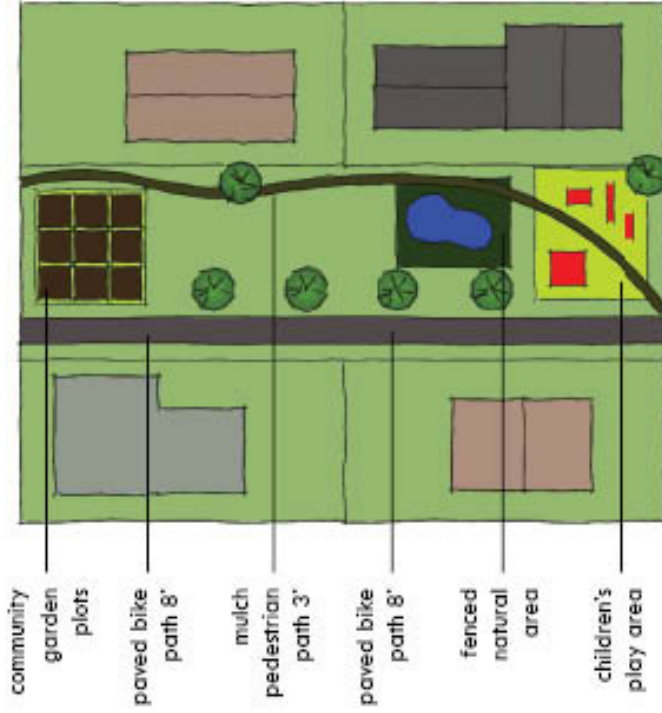 community
garden
plots
paved bike
path 8'
mulch
pedestrian
path 3'
paved bike
path 8'
fenced
natural
area
children's
play area